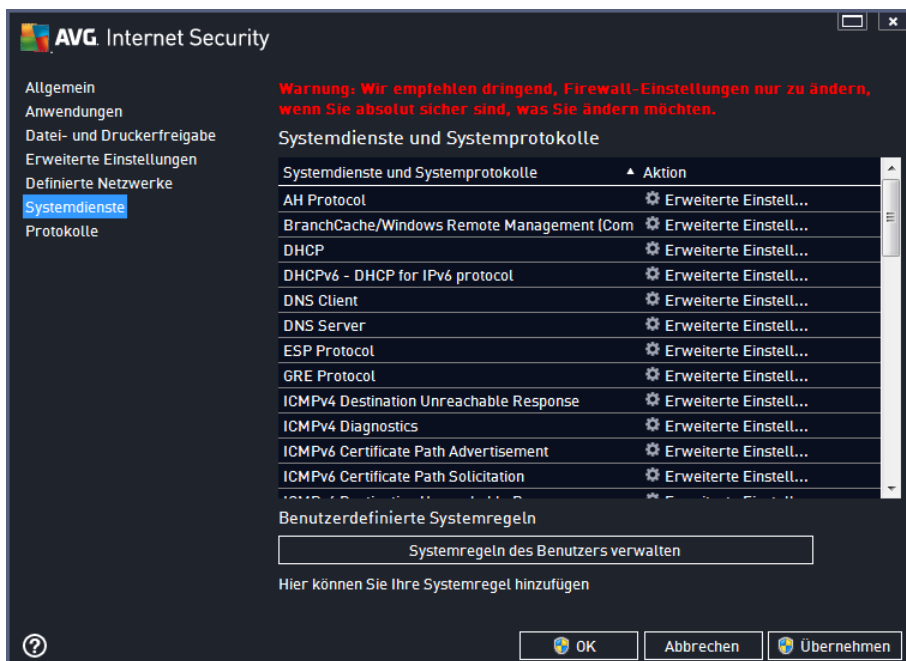 AVG. Internet Security
Allgemein
Anwendungen
Datei- und Druckerfreigabe
Erweiterte Einstellungen
Definierte Netzwerke
Systemdienste
Protokolle
Warnung: Wir empfehlen dringend, Firewall-Einstellungen nur zu ändern,
wenn Sie absolut sicher sind, was Sie ändern möchten.
Systemdienste und Systemprotokolle
Systemdienste und Systemprotokolle Aktion
AH Protocol Erweiterte Einstell...
BranchCache/Windows Remote Management (Com Erweiterte Einstell...
DHCP Erweiterte Einstell...
DHCPv6 - DHCP for IPv6 protocol Erweiterte Einstell...
DNS Client Erweiterte Einstell...
DNS Server Erweiterte Einstell...
ESP Protocol Erweiterte Einstell...
GRE Protocol Erweiterte Einstell...
ICMPv4 Destination Unreachable Response Erweiterte Einstell...
ICMPv4 Diagnostics Erweiterte Einstell...
ICMPv6 Certificate Path Advertisement Erweiterte Einstell...
ICMPv6 Certificate Path Solicitation Erweiterte Einstell...
Benutzerdefinierte Systemregeln
Systemregeln des Benutzers verwalten
Hier können Sie Ihre Systemregel hinzufügen
OK Abbrechen Übernehmen